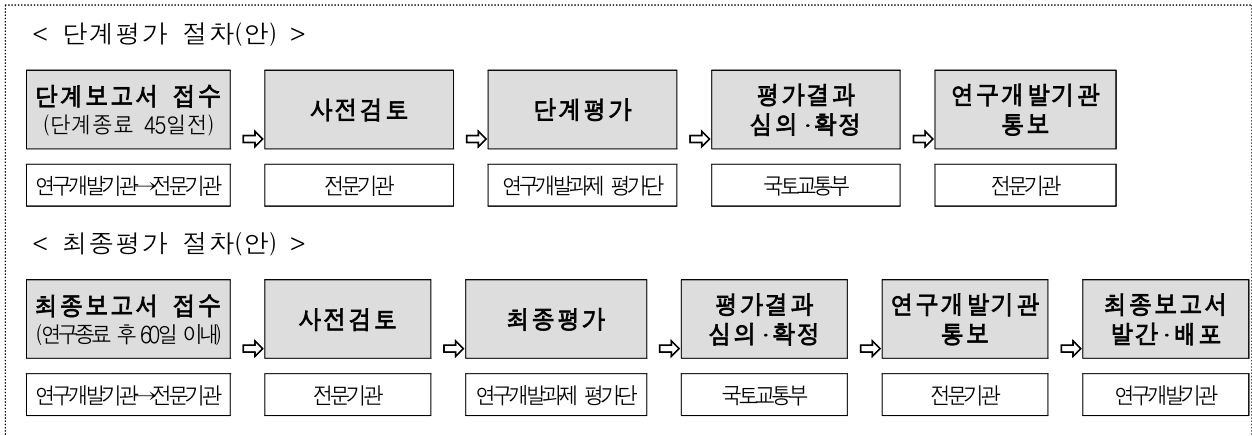 < 단계평가 절차(안) >
단계보고서 접수
(단계종료 45일전)
⇨
사전검토
⇨
단계평가
⇨
평가결과
심의·확정
⇨
연구개발기관
통보
연구개발기관→전문기관
전문기관
연구개발과제 평가단
국토교통부
전문기관
< 최종평가 절차(안) >
최종보고서 접수
(연구종료 후 60일 이내)
⇨
사전검토
⇨
최종평가
⇨
평가결과
심의·확정
⇨
연구개발기관
통보
⇨
최종보고서
발간·배포
연구개발기관→전문기관
전문기관
연구개발과제 평가단
국토교통부
전문기관
연구개발기관